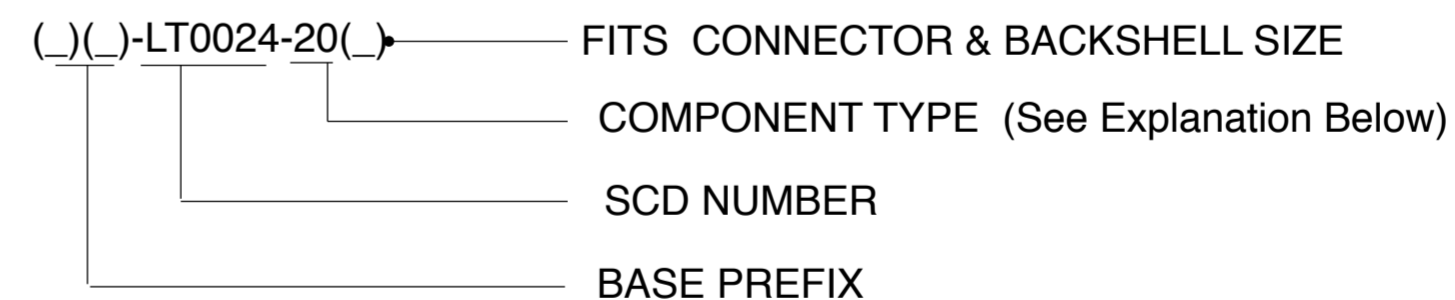 (_)(_)-LT0024-20(_) FITS CONNECTOR & BACKSHELL SIZE
COMPONENT TYPE (See Explanation Below)
SCD NUMBER
BASE PREFIX